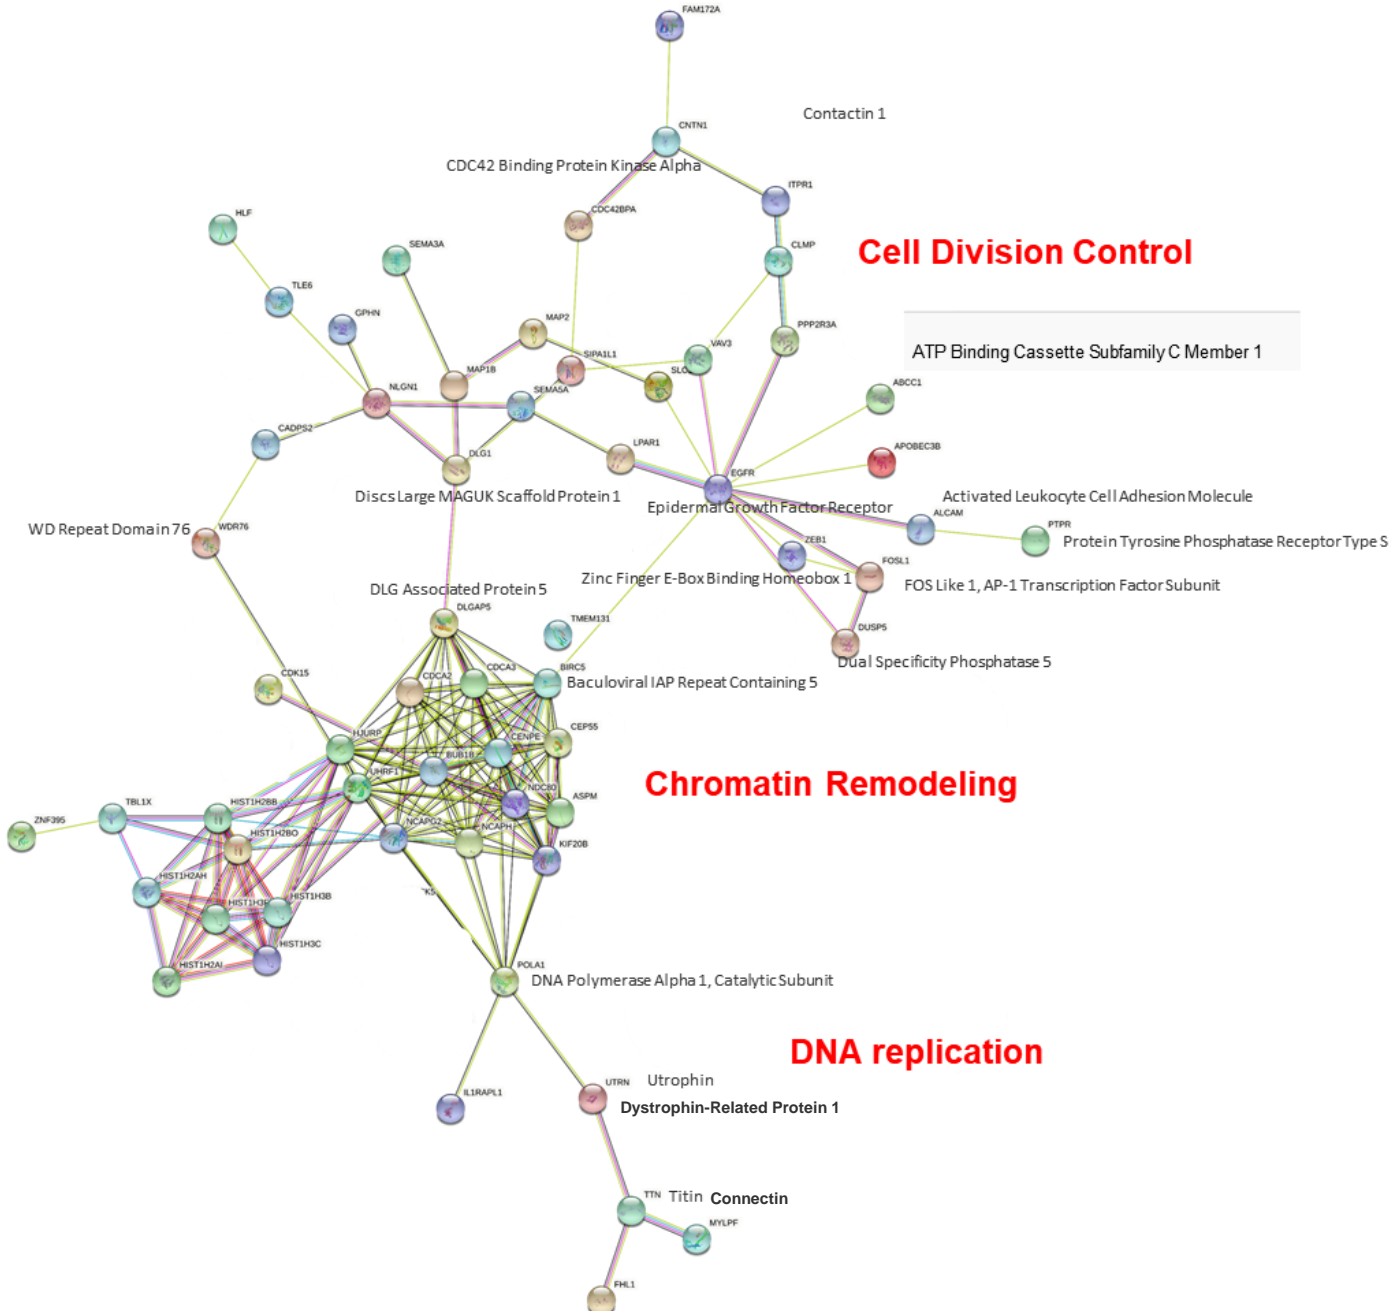 FAM172A
Contactin 1
CNTN1
CDC42 Binding Protein Kinase Alpha
ITPR1
HLF
CDC42BPA
SEMA3A
CLMP
Cell Division Control
TLE6
GPHN
MAP2
PPP2R3A
VAV3
SIPA1L1
ATP Binding Cassette Subfamily C Member 1
MAP1B
SLC
NLGN1
SEMA5A
ABCC1
CADPS2
LPAR1
DLG1
APOBEC3B
EGFR
Discs Large MAGUK Scaffold Protein 1
Epidermal Growth Factor Receptor
Activated Leukocyte Cell Adhesion Molecule
WD Repeat Domain 76
WDR76
ALCAM
PTPR
Protein Tyrosine Phosphatase Receptor Type S
ZEB1
FOSL1
Zinc Finger E-Box Binding Homeobox 1
FOS Like 1, AP-1 Transcription Factor Subunit
DLG Associated Protein 5
DLGAP5
TMEM131
DUSP5
Dual Specificity Phosphatase 5
CDK15
CDCA2
CDCA3
BIRC5
Baculoviral IAP Repeat Containing 5
HJURP
CEP55
CENPE
BUB1B
UHRF1
NDC80
Chromatin Remodeling
ASPM
TBL1X
HIST1H2BB
ZNF395
HIST1H2BO
NCAPG2
NCAPH
KIF20B
HIST1H2AH
HIST1H3B
HIST1H3C
HIST1H2AI
POLA1
DNA Polymerase Alpha 1, Catalytic Subunit
DNA replication
IL1RAPL1
UTRN
Utrophin
Dystrophin-Related Protein 1
TTN Titin Connectin
MYLPF
FHL1